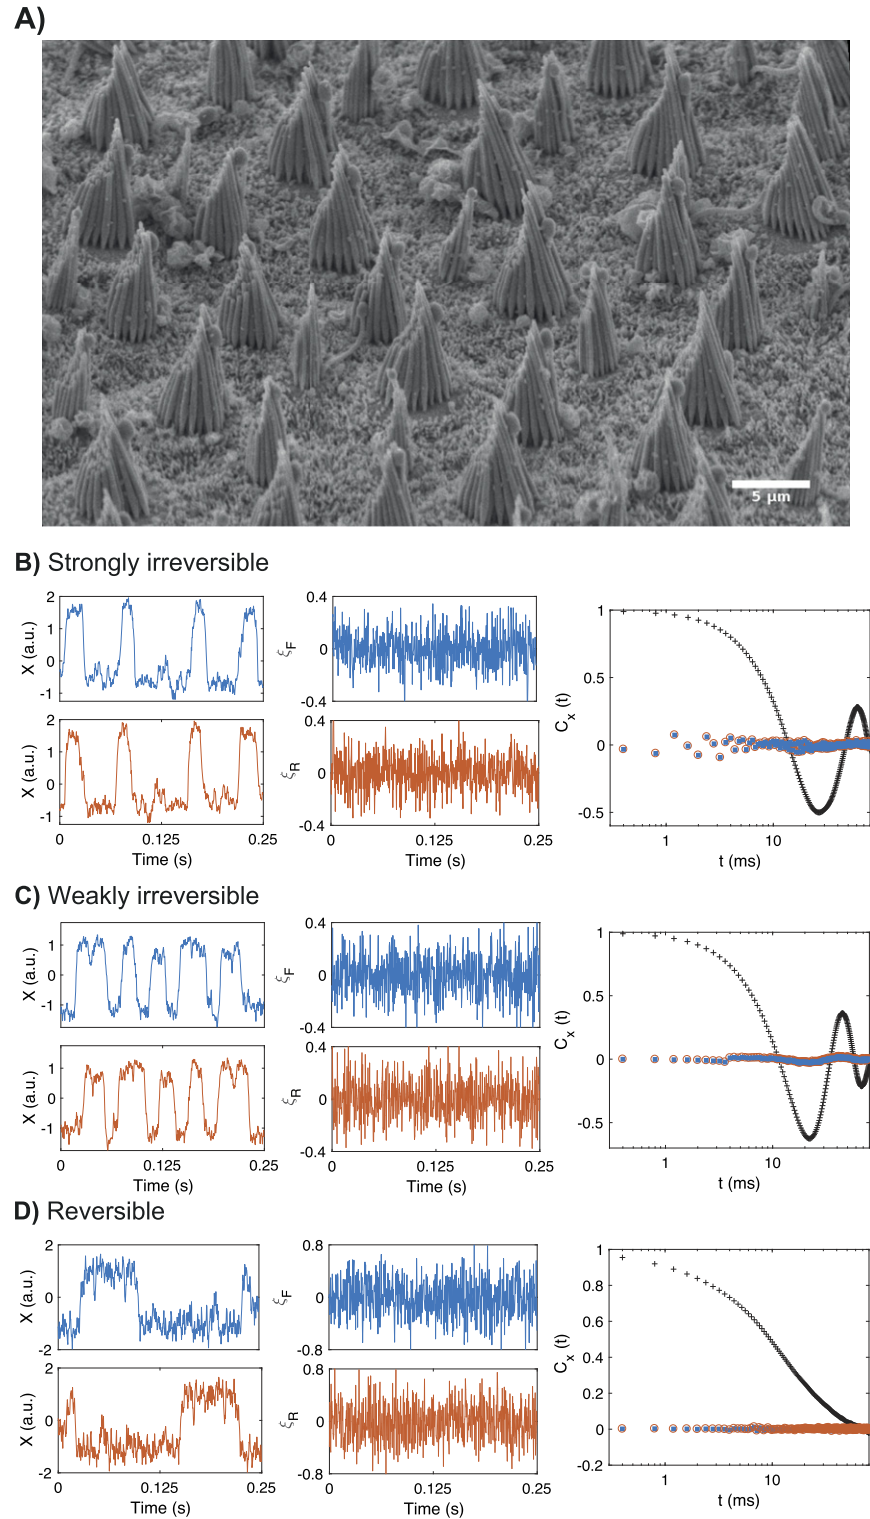 A)
5 μm
B) Strongly irreversible
2
1
0
-1
X (a.u.)
0.4
0
-0.4
ξF
2
1
0
-1
X (a.u.)
0
0.125
0.25
Time (s)
0.4
0
-0.4
ξR
0
0.125
0.25
Time (s)
1
0.5
0
-0.5
Cx (t)
1
10
t (ms)
C) Weakly irreversible
1
0
-1
X (a.u.)
0.4
0
-0.4
ξF
1
0
-1
X (a.u.)
0
0.125
0.25
Time (s)
0.4
0
-0.4
ξR
0
0.125
0.25
Time (s)
1
0.5
0
-0.5
Cx (t)
1
10
t (ms)
D) Reversible
2
0
-2
X (a.u.)
0.8
0
-0.8
ξF
2
0
-2
X (a.u.)
0
0.125
0.25
Time (s)
0.8
0
-0.8
ξR
0
0.125
0.25
Time (s)
1
0.8
0.6
0.4
0.2
0
-0.2
Cx (t)
1
10
t (ms)